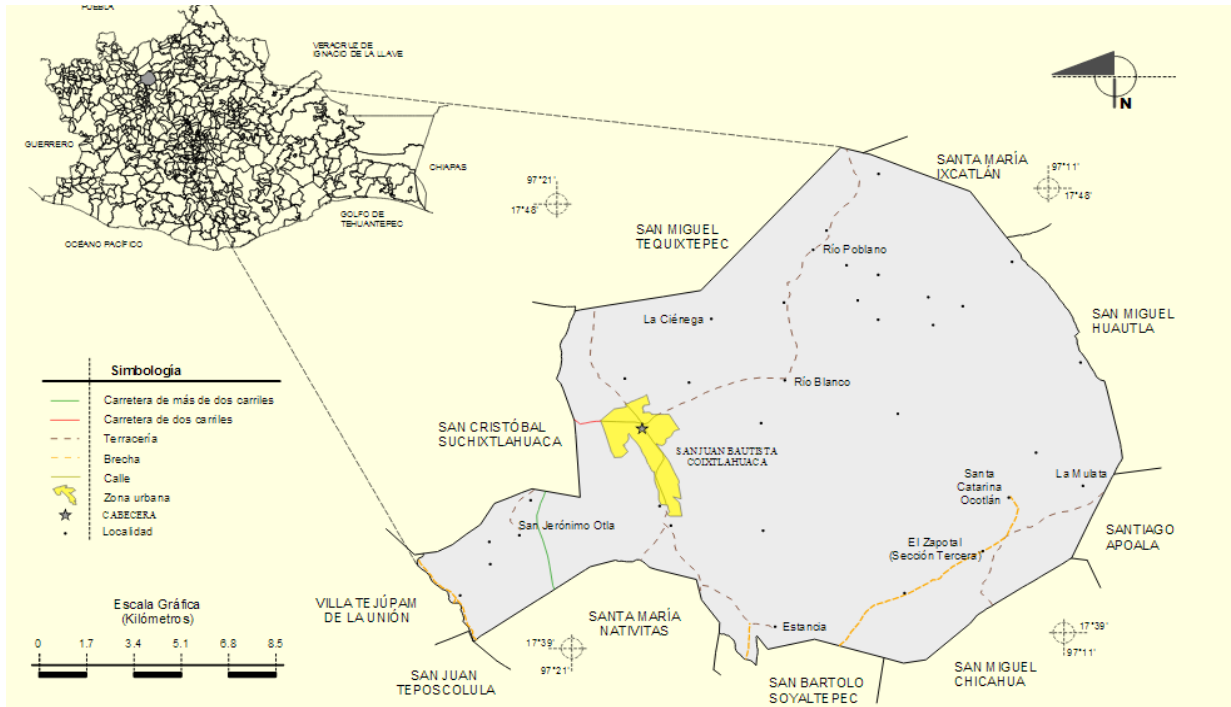 PUEBLA
VERACRUZ DE
IGNACIO DE LA LLAVE
GUERRERO
CHIAPAS
GOLFO DE
TEHUANTEPEC
OCÉANO PACÍFICO
N
97°21'
17°48'
SANTA MARÍA
IXCATLÁN
97°11'
17°48'
SAN MIGUEL
TEQUIXTEPEC
Río Poblano
La Ciénega
SAN MIGUEL
HUAUTLA
Río Blanco
SAN CRISTÓBAL
SUCHIXTLAHUACA
SAN JUAN BAUTISTA
COIXTLAHUACA
Santa
Catarina
Ocotlán
La Mulata
San Jerónimo Otla
El Zapotal
(Sección Tercera)
SANTIAGO
APOALA
VILLA TEJÚPAM
DE LA UNIÓN
SANTA MARÍA
NATIVITAS
Estancia
17°39'
97°21'
17°39'
97°11'
SAN JUAN
TEPOSCOLULA
SAN BARTOLO
SOYALTEPEC
SAN MIGUEL
CHICAHUA
Simbología
Carretera de más de dos carriles
Carretera de dos carriles
Terracería
Brecha
Calle
Zona urbana
CABECERA
Localidad
Escala Gráfica
(Kilómetros)
0 1.7 3.4 5.1 6.8 8.5